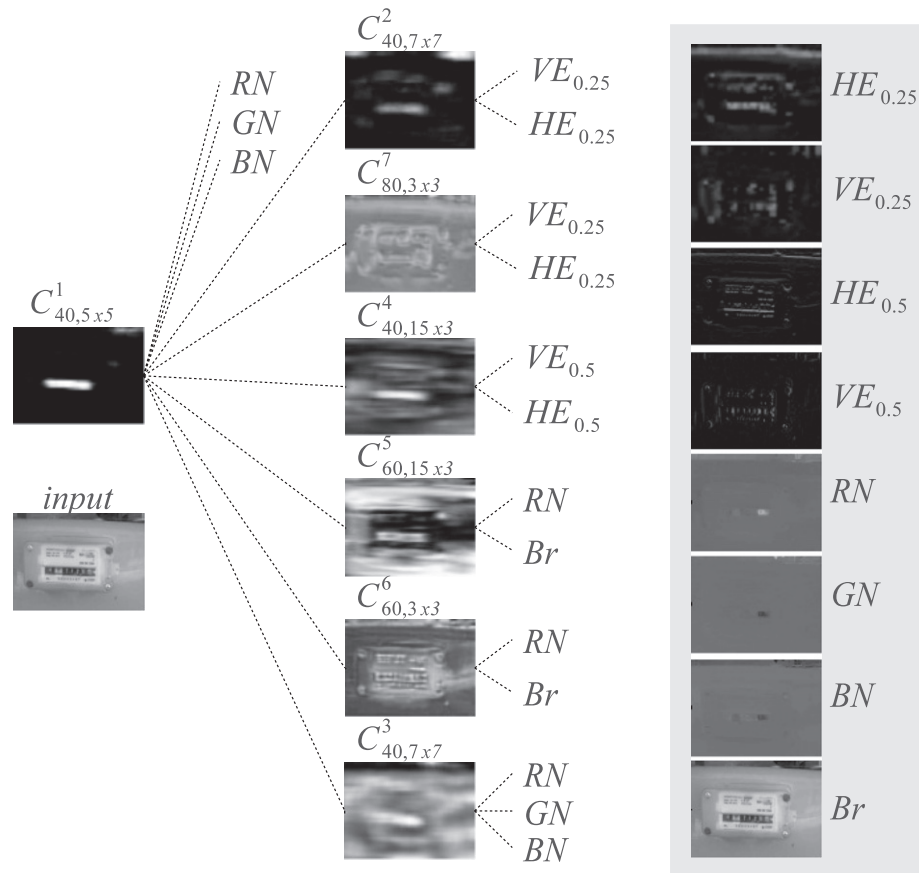 RN
GN
BN
C^1_{40,5x5}
input
C^2_{40,7x7}
VE_{0.25}
HE_{0.25}
C^7_{80,3x3}
VE_{0.25}
HE_{0.25}
C^4_{40,15x3}
VE_{0.5}
HE_{0.5}
C^5_{60,15x3}
RN
Br
C^6_{60,3x3}
RN
Br
C^3_{40,7x7}
RN
GN
BN
HE_{0.25}
VE_{0.25}
HE_{0.5}
VE_{0.5}
RN
GN
BN
Br